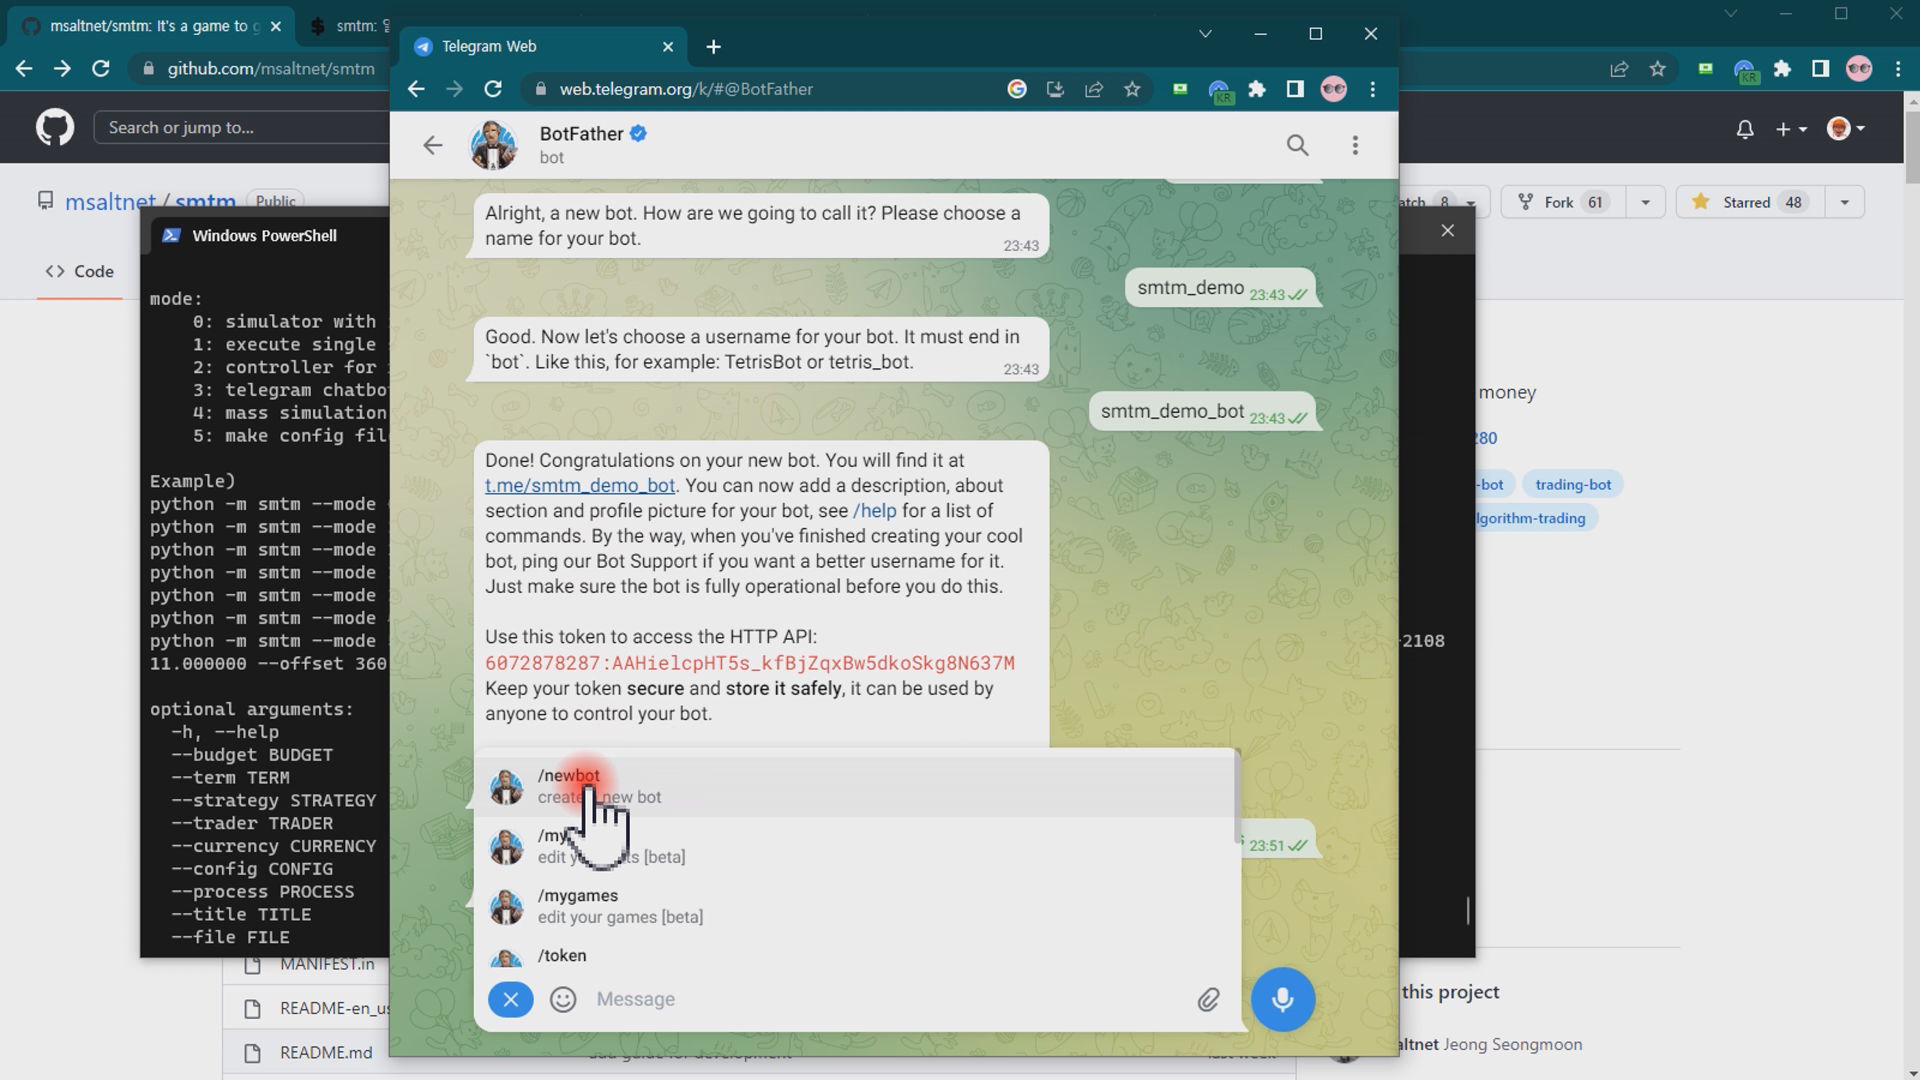 msaltnet/smtm: It's a game to g
smtm:
github.com/msaltnet/smtm
Search or jump to...
msaltnet / smtm
Public
Code
Windows PowerShell
mode:
0: simulator with
1: execute single
2: controller for
3: telegram chatbo
4: mass simulation
5: make config fil
Example)
python -m smtm --mode
python -m smtm --mode
python -m smtm --mode
python -m smtm --mode
python -m smtm --mode
python -m smtm --mode
python -m smtm --mode
11.000000 --offset 360
optional arguments:
-h, --help
--budget BUDGET
--term TERM
--strategy STRATEGY
--trader TRADER
--currency CURRENCY
--config CONFIG
--process PROCESS
--title TITLE
--file FILE
MANIFEST.in
README-en_us
README.md
Telegram Web
web.telegram.org/k/#@BotFather
KR
BotFather
bot
Alright, a new bot. How are we going to call it? Please choose a
name for your bot.
23:43
smtm_demo 23:43
Good. Now let's choose a username for your bot. It must end in
`bot`. Like this, for example: TetrisBot or tetris_bot.
23:43
smtm_demo_bot 23:43
Done! Congratulations on your new bot. You will find it at
t.me/smtm_demo_bot. You can now add a description, about
section and profile picture for your bot, see /help for a list of
commands. By the way, when you've finished creating your cool
bot, ping our Bot Support if you want a better username for it.
Just make sure the bot is fully operational before you do this.
Use this token to access the HTTP API:
6072878287:AAHielcpHT5s_kfBjZqxBw5dkoSkg8N637M
Keep your token secure and store it safely, it can be used by
anyone to control your bot.
/newbot
create new bot
/my
edit y ts [beta]
23:51
/mygames
edit your games [beta]
/token
Message
KR
atch 8
Fork 61
Starred 48
money
280
-bot
trading-bot
lgorithm-trading
-2108
this project
altnet Jeong Seongmoon